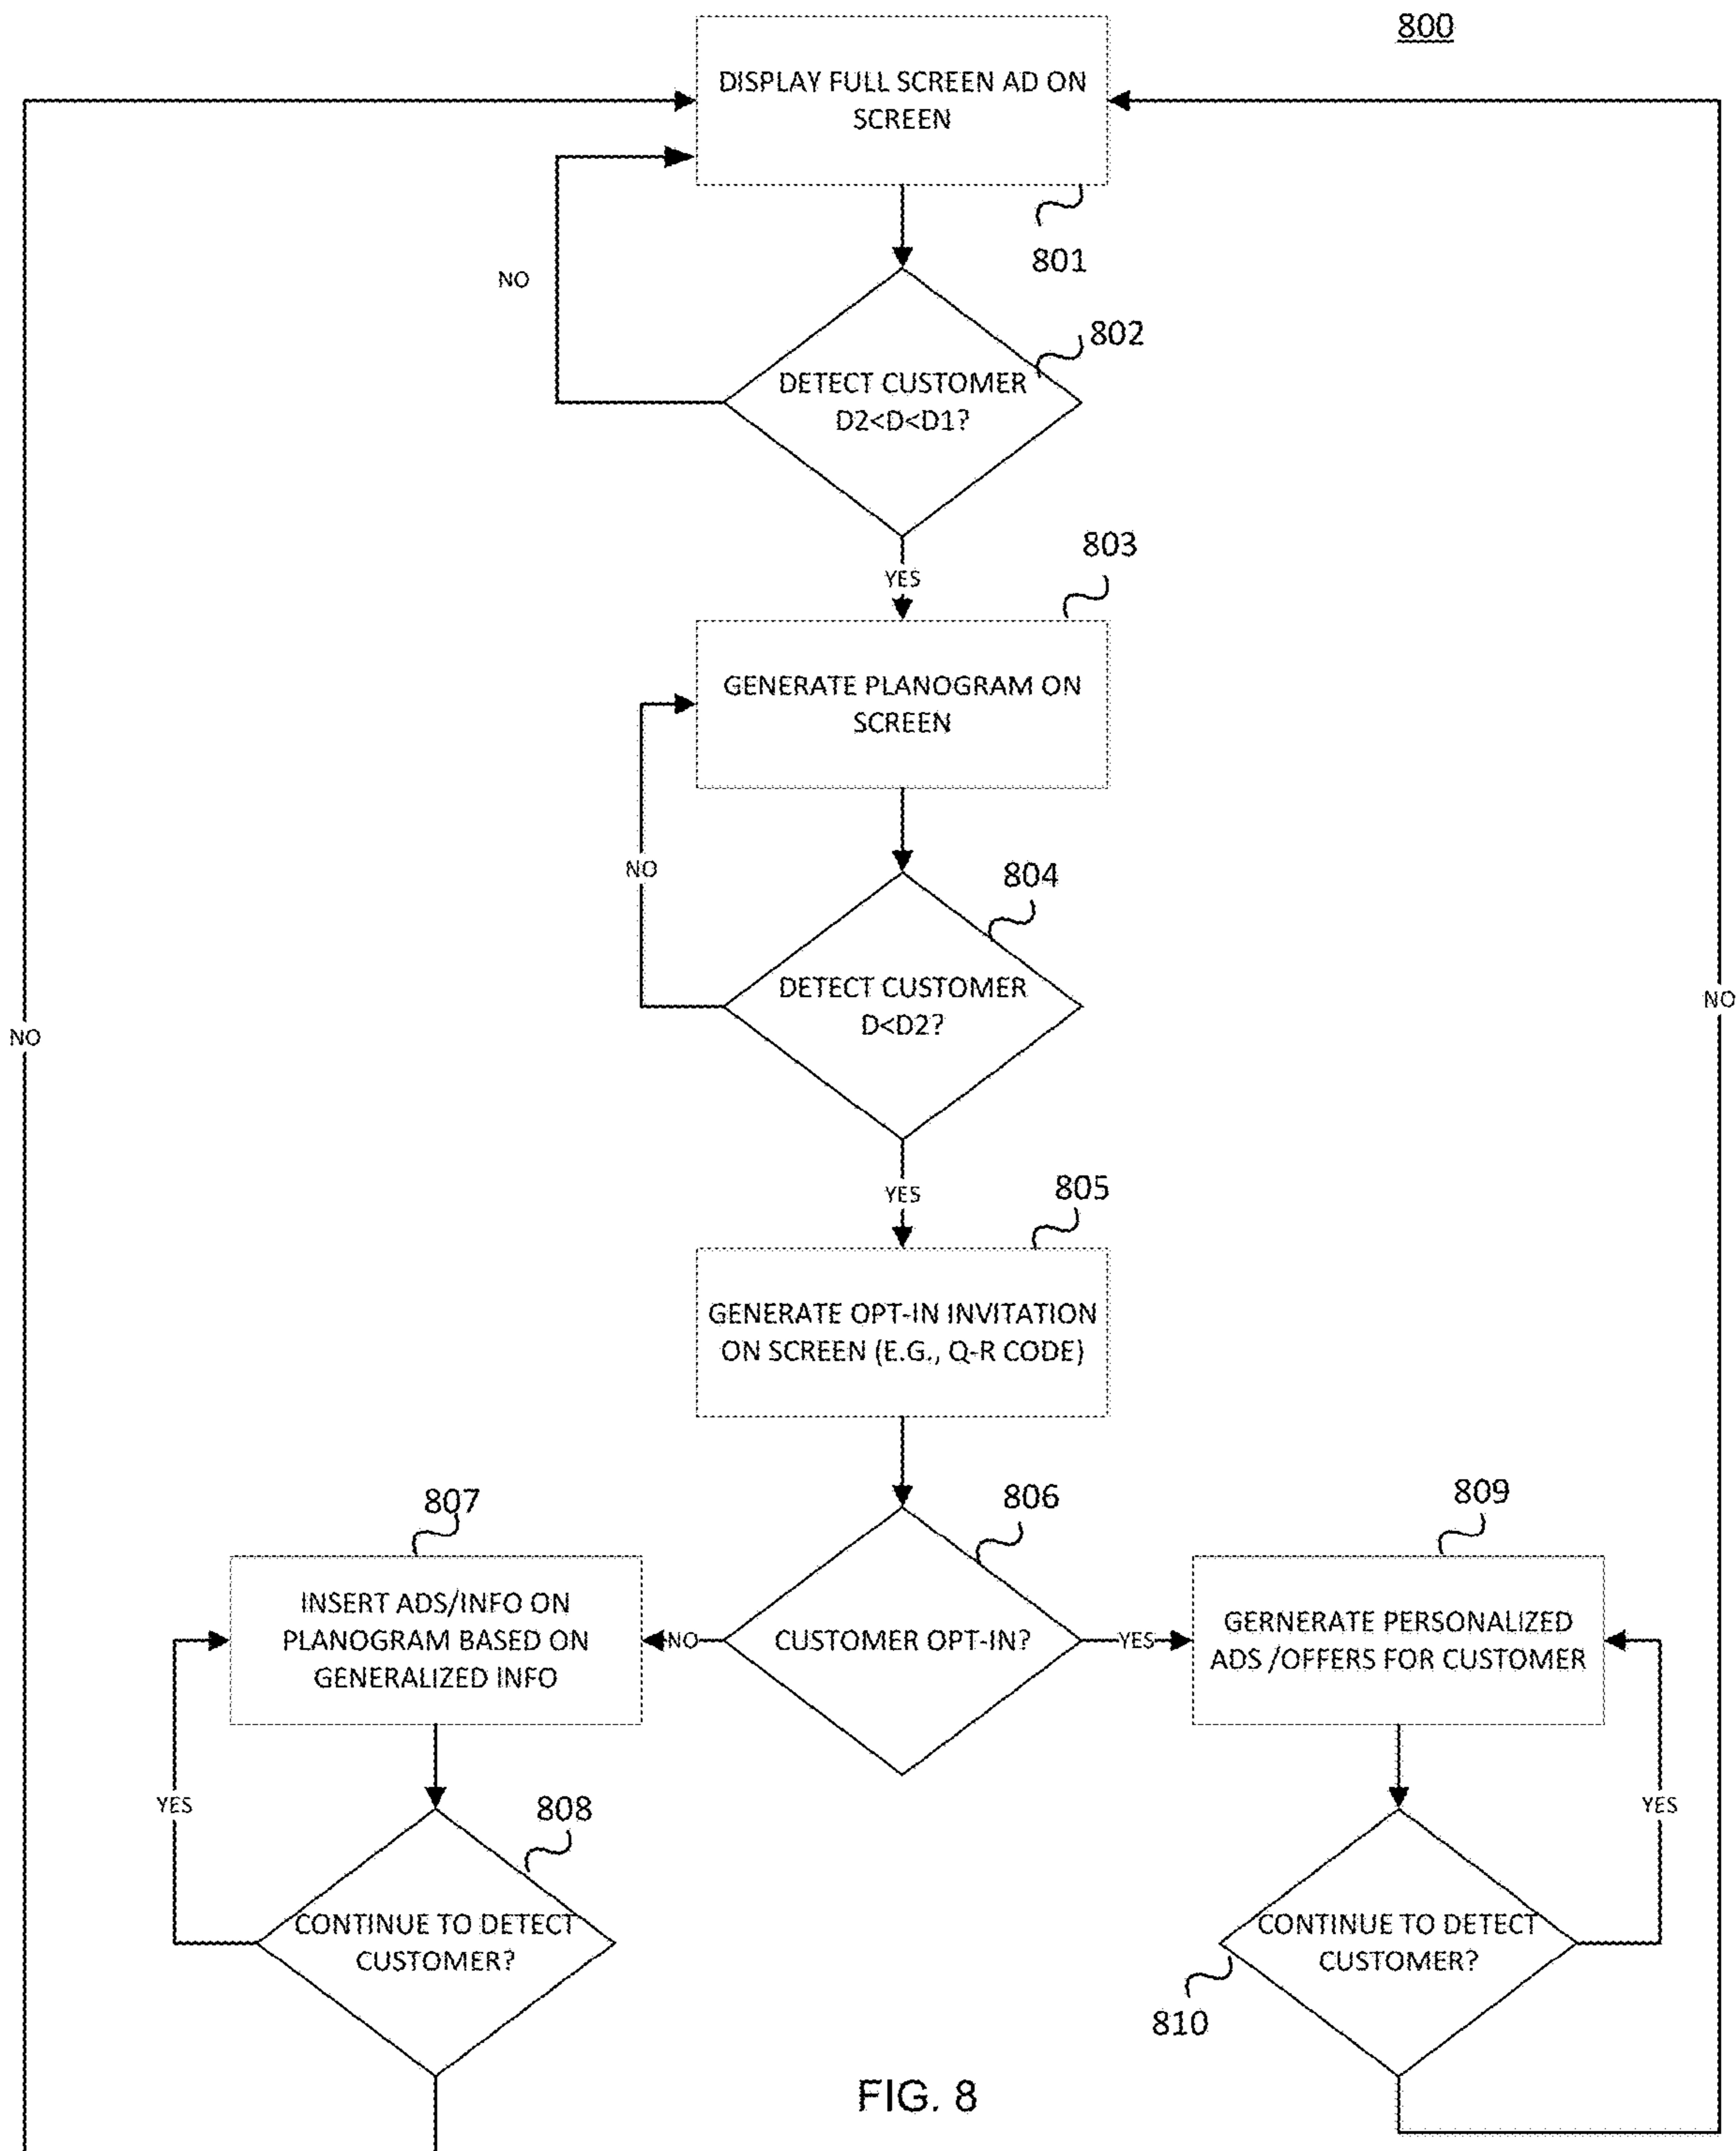 800
DISPLAY FULL SCREEN AD ON
SCREEN
801
NO
802
DETECT CUSTOMER
D2<D<D1?
YES
803
GENERATE PLANOGRAM ON
SCREEN
NO
804
DETECT CUSTOMER
D<D2?
NO
NO
YES
805
GENERATE OPT-IN INVITATION
ON SCREEN (E.G., Q-R CODE)
806
CUSTOMER OPT-IN?
NO
YES
807
INSERT ADS/INFO ON
PLANOGRAM BASED ON
GENERALIZED INFO
809
GERNERATE PERSONALIZED
ADS /OFFERS FOR CUSTOMER
YES
808
CONTINUE TO DETECT
CUSTOMER?
YES
CONTINUE TO DETECT
CUSTOMER?
810
FIG. 8